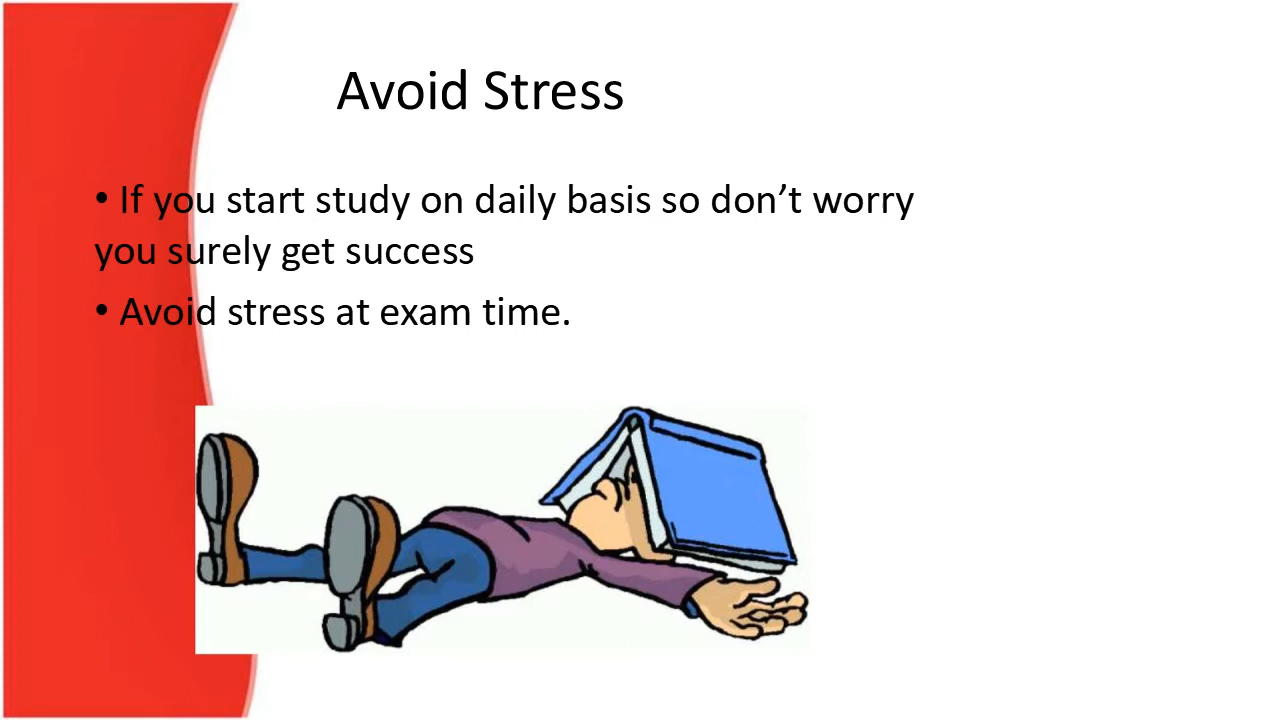 Avoid Stress
• If you start study on daily basis so don’t worry
you surely get success
• Avoid stress at exam time.